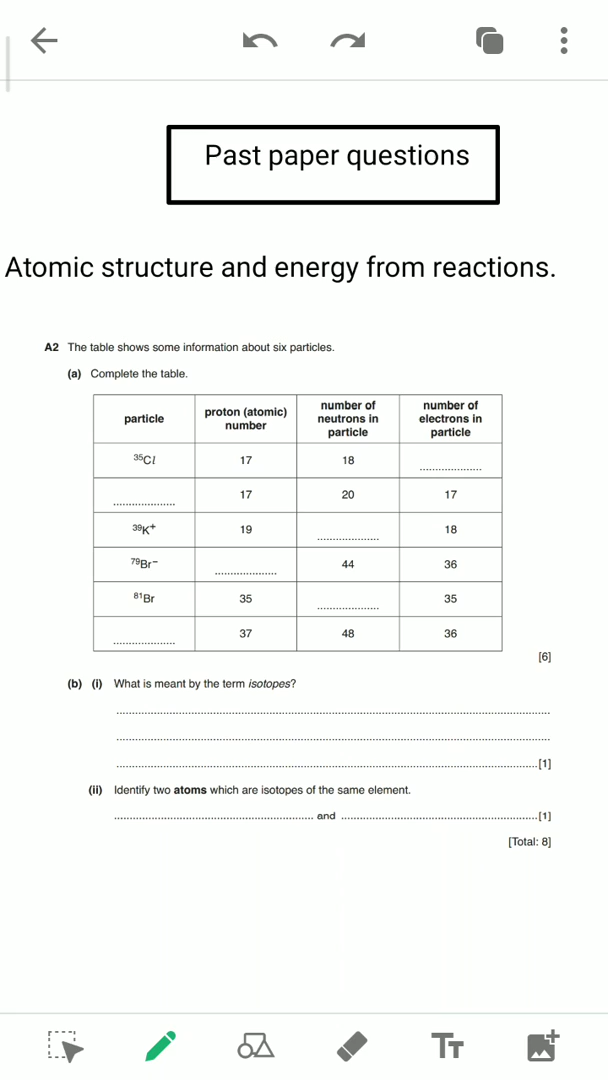 Past paper questions
Atomic structure and energy from reactions.
A2 The table shows some information about six particles.
(a) Complete the table.
particle proton (atomic) number number of neutrons in particle number of electrons in particle
³⁵Cl 17 18 ....................
.................... 17 20 17
³⁹K⁺ 19 .................... 18
⁷⁹Br⁻ .................... 44 36
⁸¹Br 35 .................... 35
.................... 37 48 36
[6]
(b) (i) What is meant by the term isotopes?
..........................................................................................
..........................................................................................
..........................................................................................[1]
(ii) Identify two atoms which are isotopes of the same element.
.................................................. and ..................................................[1]
[Total: 8]
TT